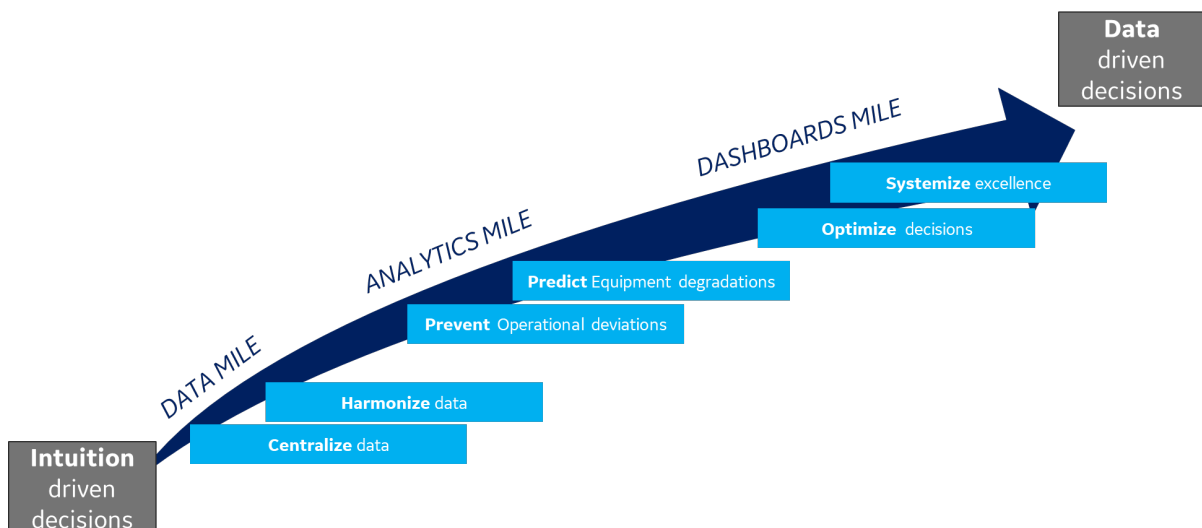 Data
driven
decisions
DASHBOARDS MILE
Systemize excellence
Optimize decisions
ANALYTICS MILE
Predict Equipment degradations
Prevent Operational deviations
DATA MILE
Harmonize data
Centralize data
Intuition
driven
decisions